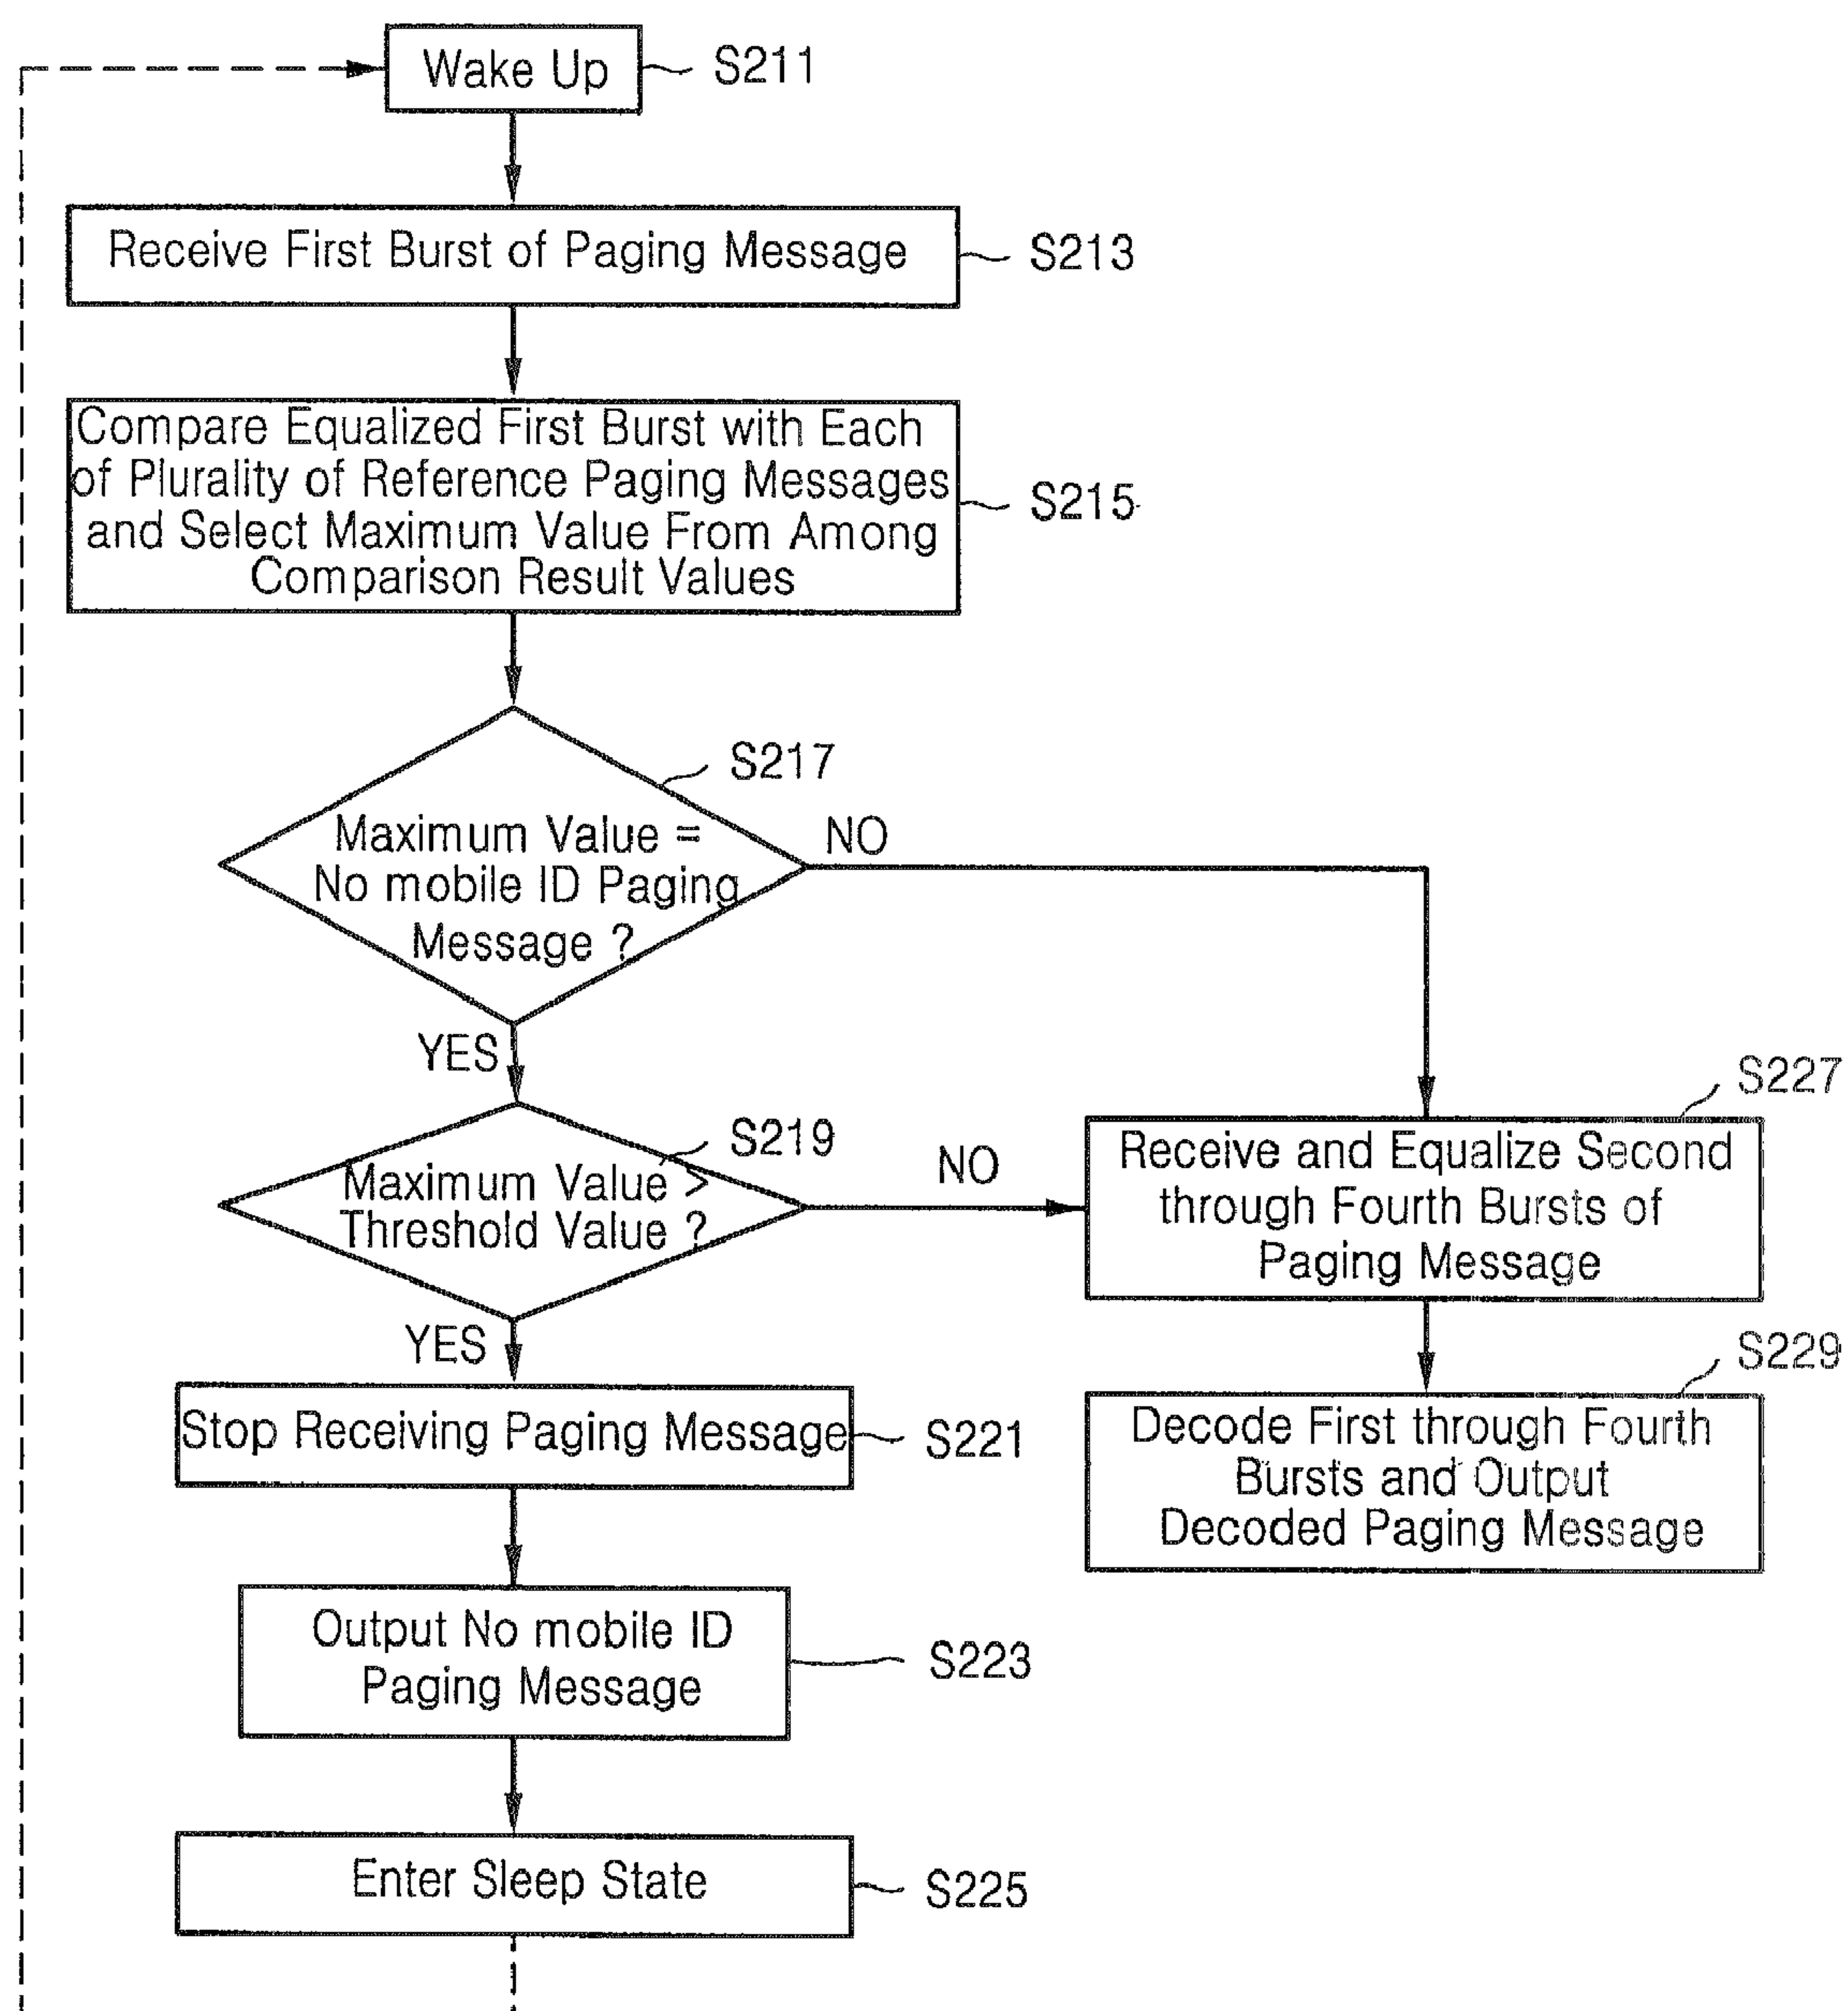 Wake Up
S211
Receive First Burst of Paging Message
S213
Compare Equalized First Burst with Each
of Plurality of Reference Paging Messages
and Select Maximum Value From Among
Comparison Result Values
S215
S217
Maximum Value =
No mobile ID Paging
Message ?
NO
YES
S219
Maximum Value >
Threshold Value ?
NO
YES
S227
Receive and Equalize Second
through Fourth Bursts of
Paging Message
S229
Decode First through Fourth
Bursts and Output
Decoded Paging Message
Stop Receiving Paging Message
S221
Output No mobile ID
Paging Message
S223
Enter Sleep State
S225